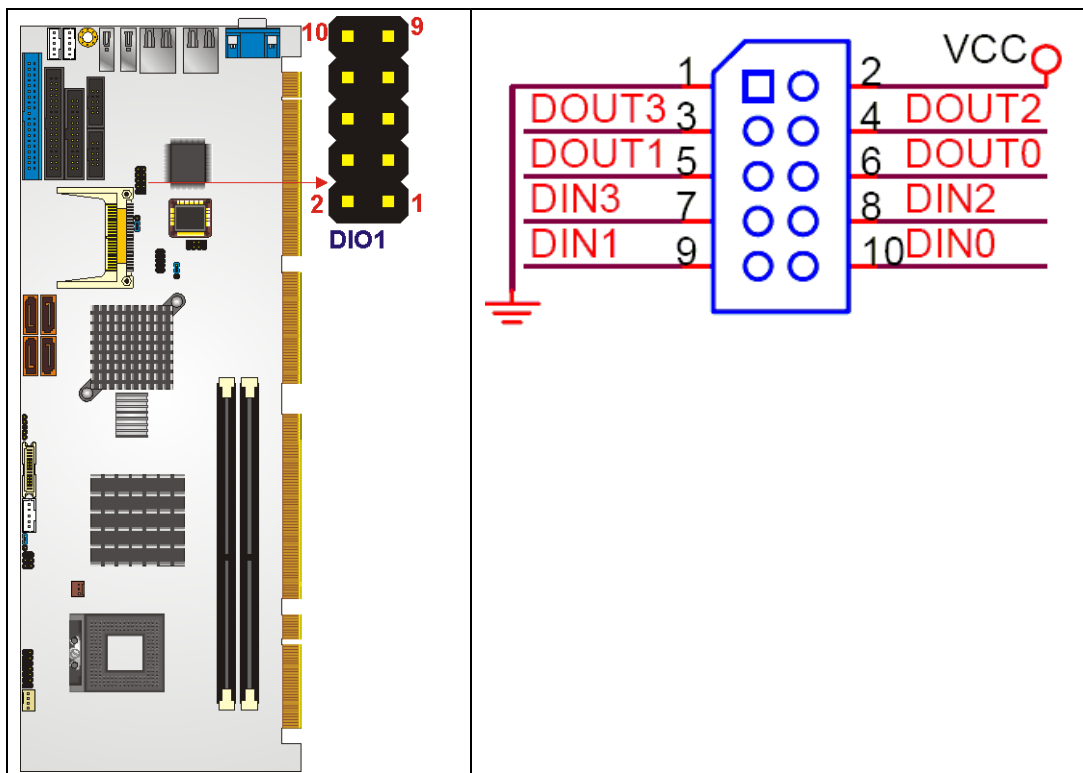 10 9
2 1
DIO1
VCC
1 2
DOUT3 3 4 DOUT2
DOUT1 5 6 DOUT0
DIN3 7 8 DIN2
DIN1 9 10 DIN0